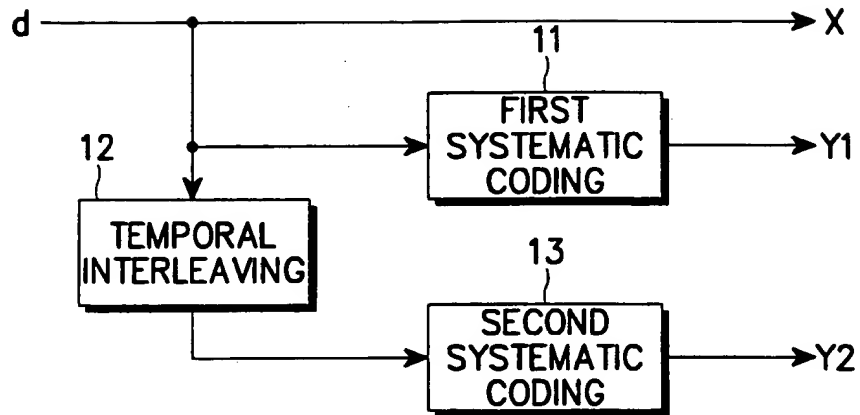 d
X
11
FIRST
SYSTEMATIC
CODING
Y1
12
TEMPORAL
INTERLEAVING
13
SECOND
SYSTEMATIC
CODING
Y2